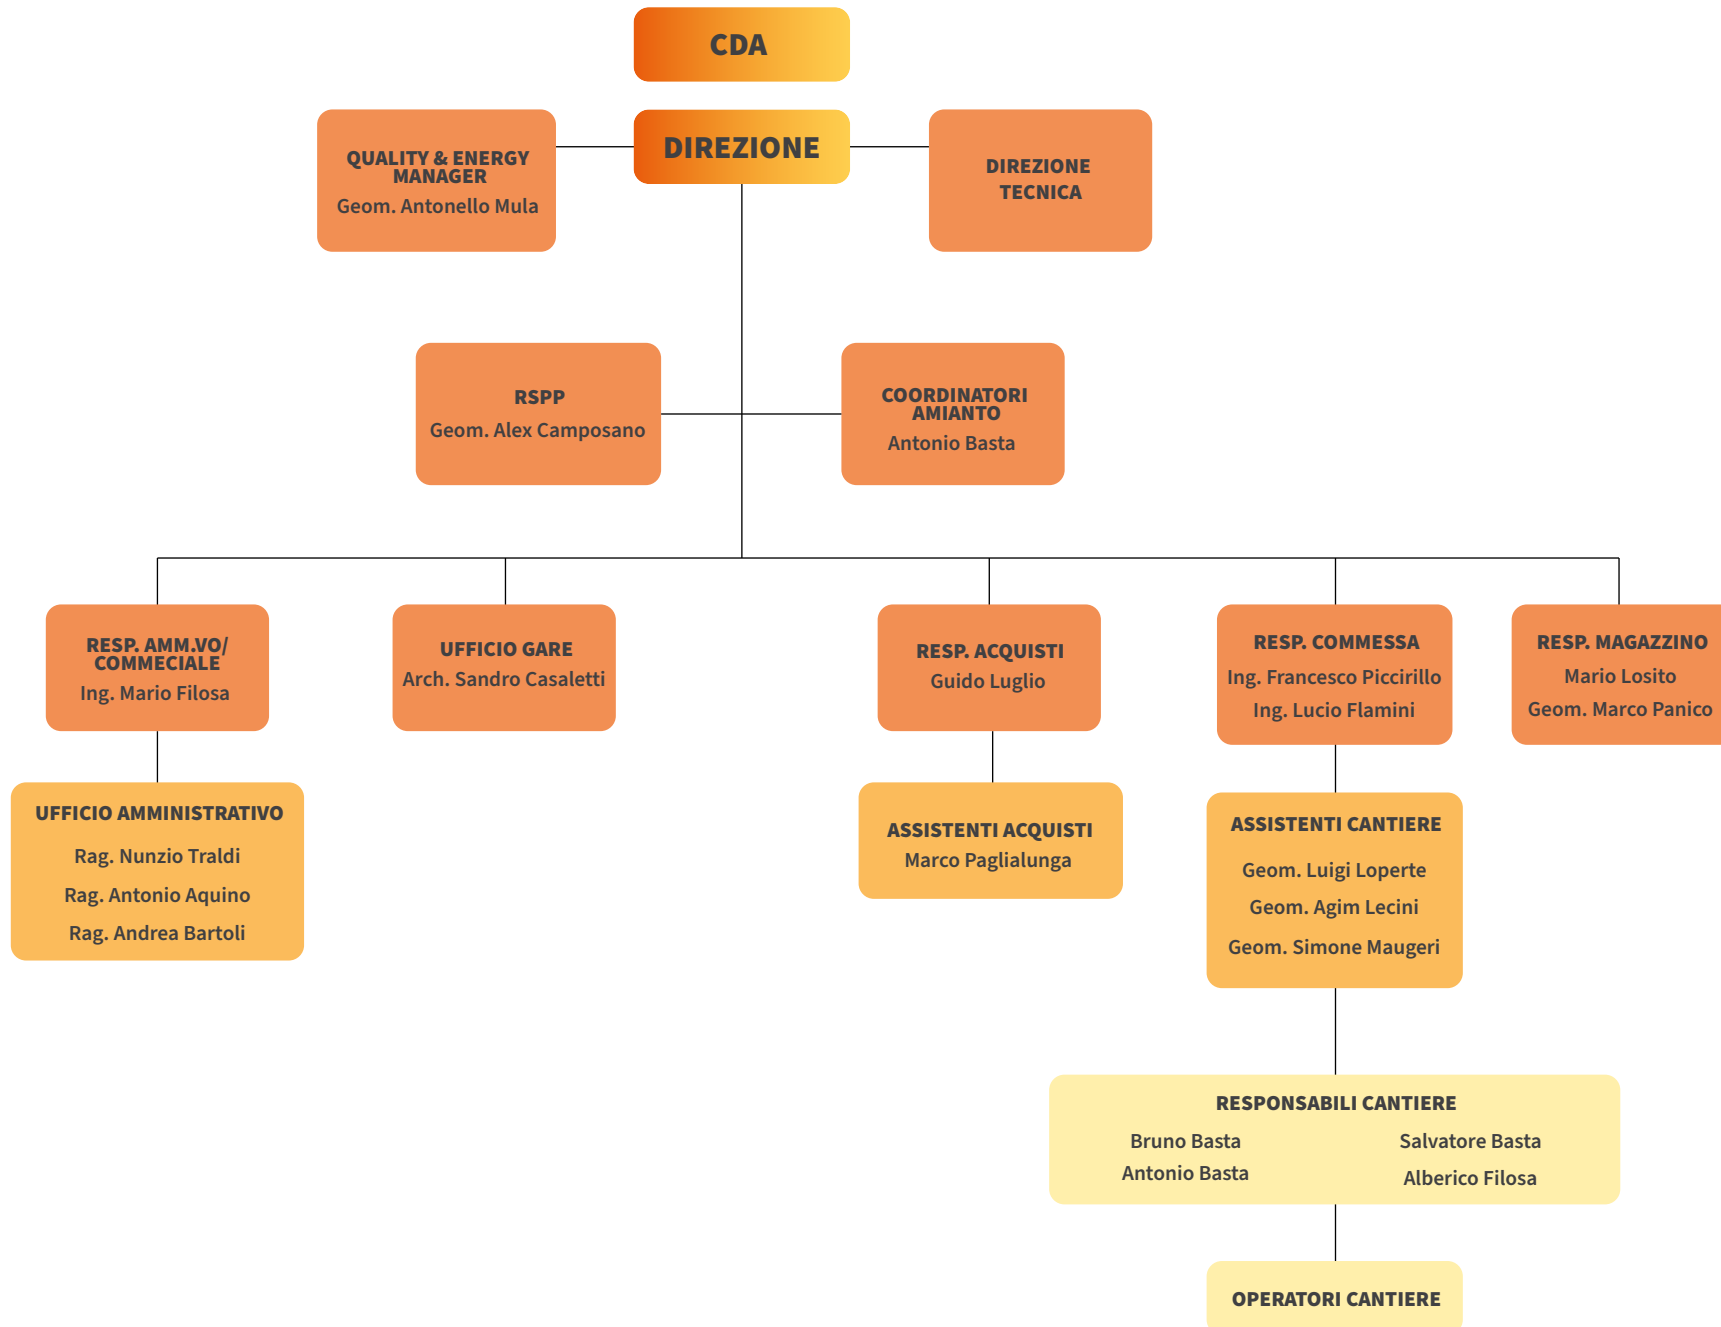 CDA
QUALITY & ENERGY
MANAGER
Geom. Antonello Mula
DIREZIONE
DIREZIONE
TECNICA
RSPP
Geom. Alex Camposano
COORDINATORI
AMIANTO
Antonio Basta
RESP. AMM.VO/
COMMECIALE
Ing. Mario Filosa
UFFICIO GARE
Arch. Sandro Casaletti
RESP. ACQUISTI
Guido Luglio
RESP. COMMESSA
Ing. Francesco Piccirillo
Ing. Lucio Flamini
RESP. MAGAZZINO
Mario Losito
Geom. Marco Panico
UFFICIO AMMINISTRATIVO
Rag. Nunzio Traldi
Rag. Antonio Aquino
Rag. Andrea Bartoli
ASSISTENTI ACQUISTI
Marco Paglialunga
ASSISTENTI CANTIERE
Geom. Luigi Loperte
Geom. Agim Lecini
Geom. Simone Maugeri
RESPONSABILI CANTIERE
Bruno Basta
Antonio Basta
Salvatore Basta
Alberico Filosa
OPERATORI CANTIERE